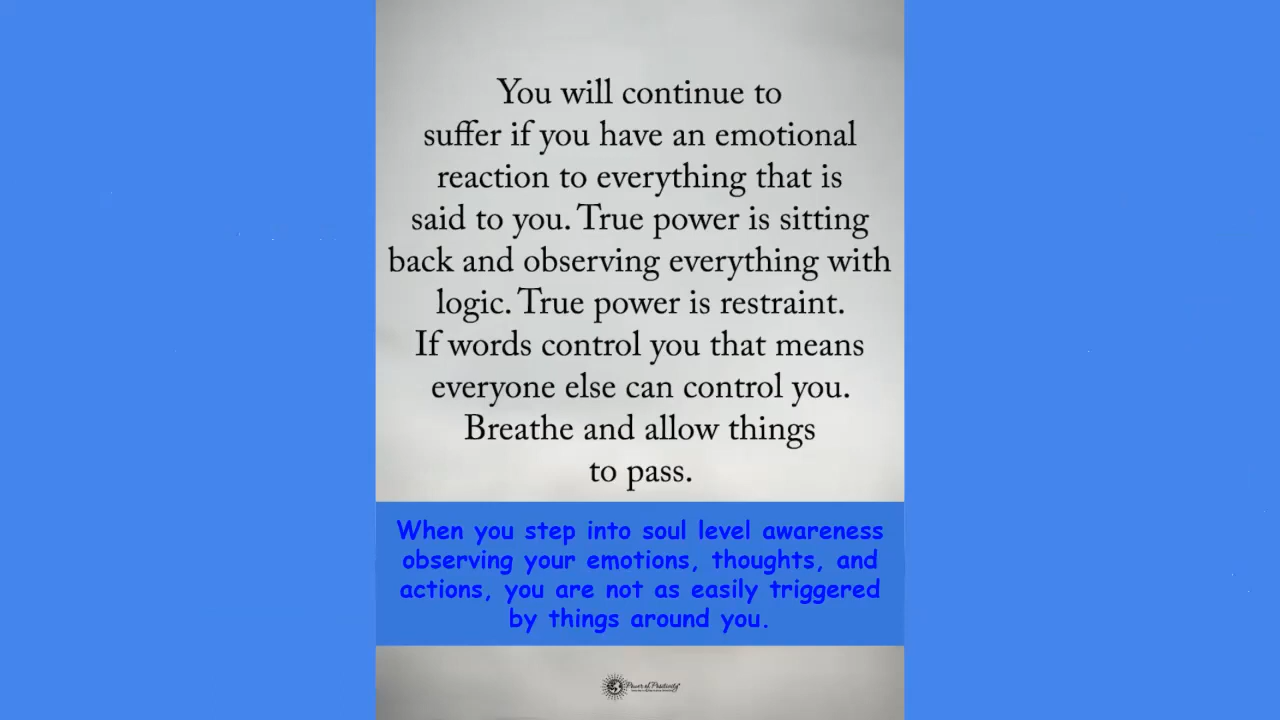 You will continue to
suffer if you have an emotional
reaction to everything that is
said to you. True power is sitting
back and observing everything with
logic. True power is restraint.
If words control you that means
everyone else can control you.
Breathe and allow things
to pass.
When you step into soul level awareness
observing your emotions, thoughts, and
actions, you are not as easily triggered
by things around you.
Power of Positivity